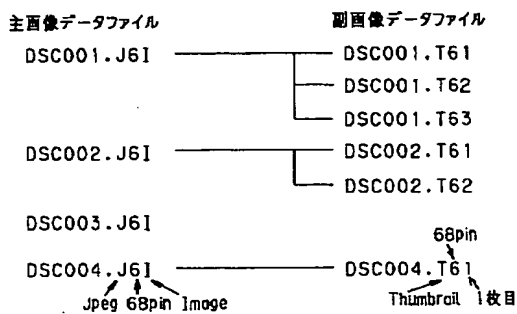 主画像データファイル 副画像データファイル
DSC001.J6I DSC001.T61
DSC001.T62
DSC001.T63
DSC002.J6I DSC002.T61
DSC002.T62
DSC003.J6I
68pin
DSC004.J6I DSC004.T61
Jpeg 68pin Image Thumbrail 1枚目